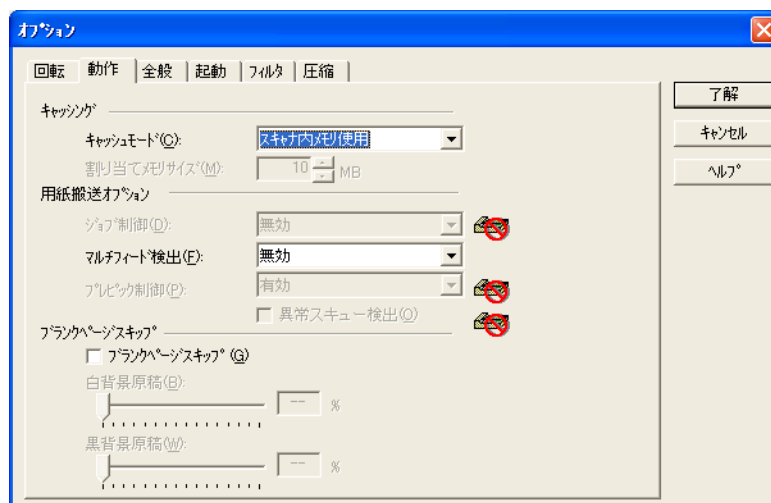 ｵﾌﾟｼｮﾝ
回転 動作 全般 起動 ﾌｨﾙﾀ 圧縮
了解
ｷｬﾝｾﾙ
ﾍﾙﾌﾟ
ｷｬｯｼﾝｸﾞ
ｷｬｯｼｭﾓｰﾄﾞ(C): ｽｷｬﾅ内ﾒﾓﾘ使用
割り当てﾒﾓﾘｻｲｽﾞ(M): 10 MB
用紙搬送ｵﾌﾟｼｮﾝ
ｼﾞｮﾌﾞ制御(D): 無効
ﾏﾙﾁﾌｨｰﾄﾞ検出(F): 無効
ﾌﾟﾚﾋﾟｯｸ制御(P): 有効
異常スキュー検出(O)
ﾌﾞﾗﾝｸﾍﾟｰｼﾞｽｷｯﾌﾟ
ﾌﾞﾗﾝｸﾍﾟｰｼﾞｽｷｯﾌﾟ(G)
白背景原稿(B):
-- %
黒背景原稿(W):
-- %